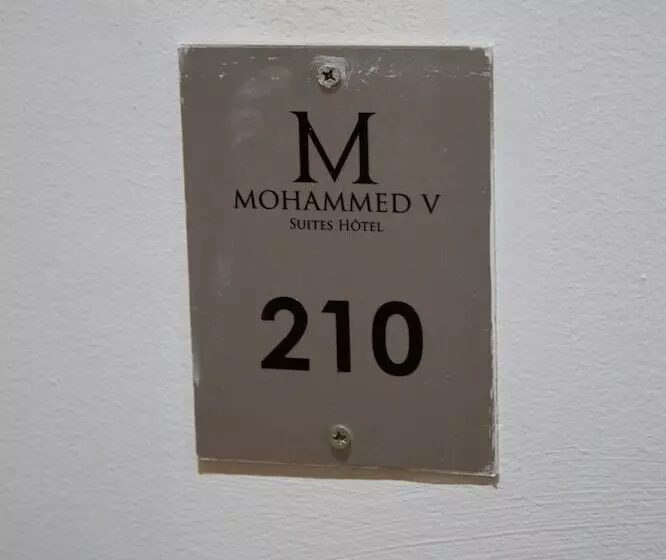 M
MOHAMMED V
SUITES HÔTEL
210